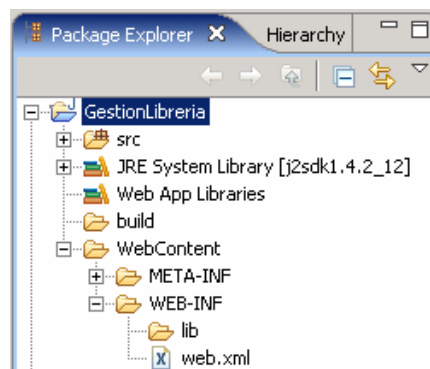 Package Explorer Hierarchy
GestionLibreria
src
JRE System Library [j2sdk1.4.2_12]
Web App Libraries
build
WebContent
META-INF
WEB-INF
lib
web.xml